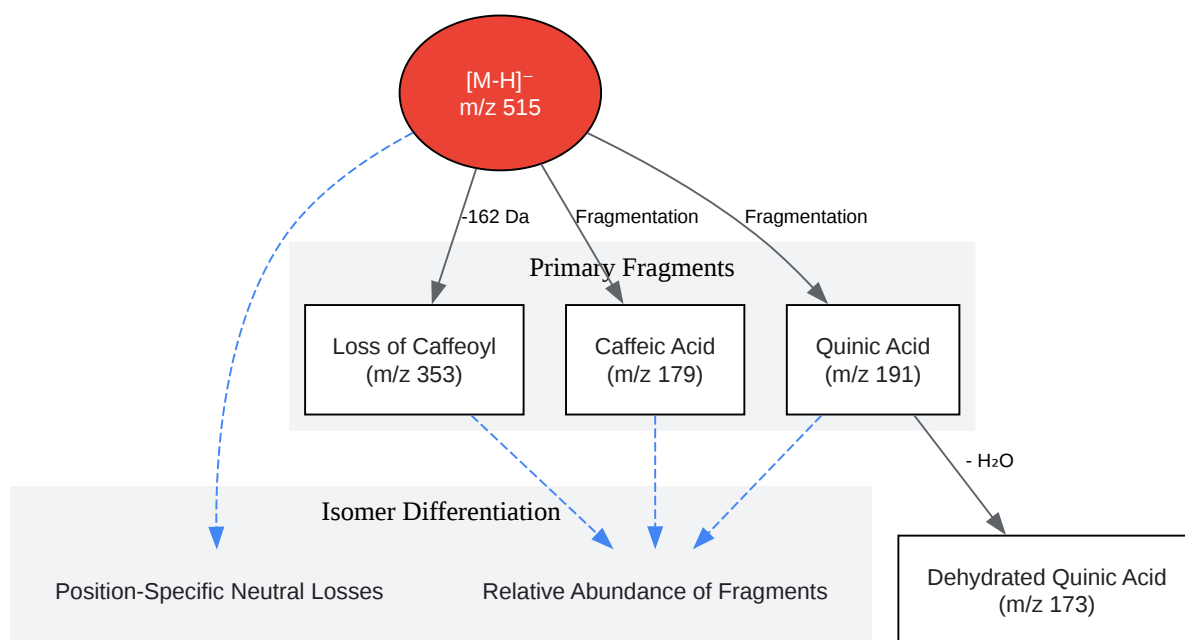 [M-H]⁻
m/z 515
-162 Da
Fragmentation
Fragmentation
Primary Fragments
Loss of Caffeoyl
(m/z 353)
Caffeic Acid
(m/z 179)
Quinic Acid
(m/z 191)
- H₂O
Isomer Differentiation
Position-Specific Neutral Losses
Relative Abundance of Fragments
Dehydrated Quinic Acid
(m/z 173)